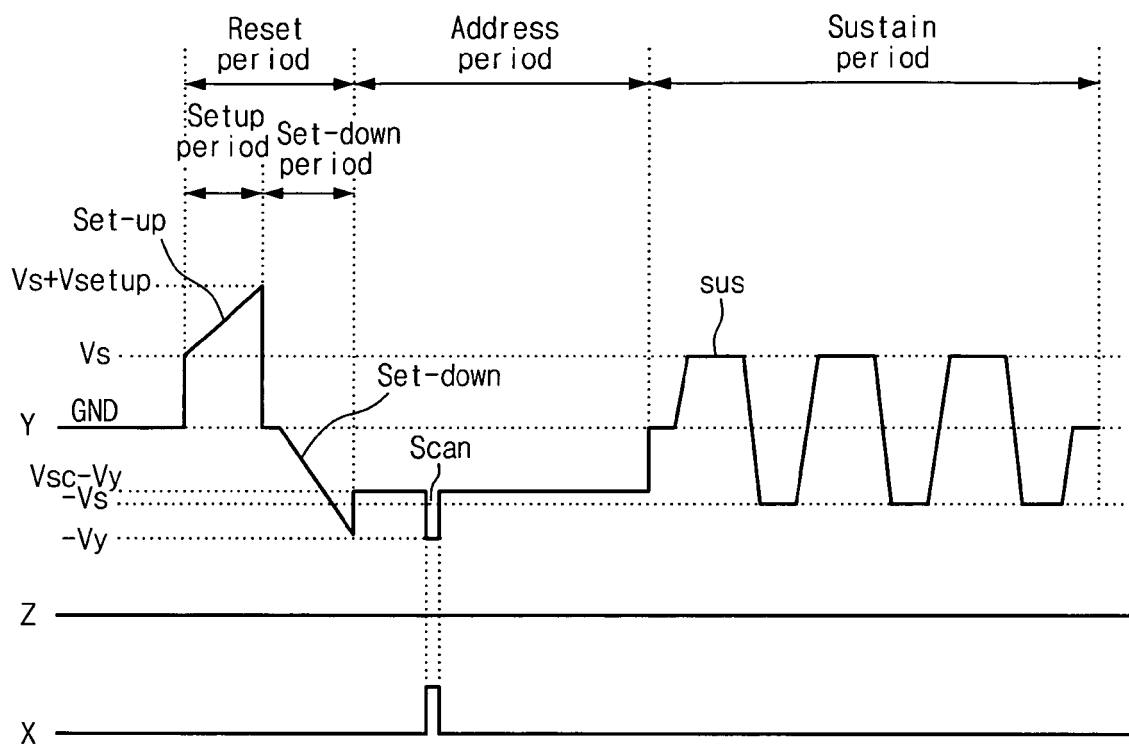 Reset
period
Address
period
Sustain
period
Setup
period
Set-down
period
Set-up
Vs+Vsetup
sus
Vs
Set-down
Y
GND
Scan
Vsc-Vy
-Vs
-Vy
Z
X